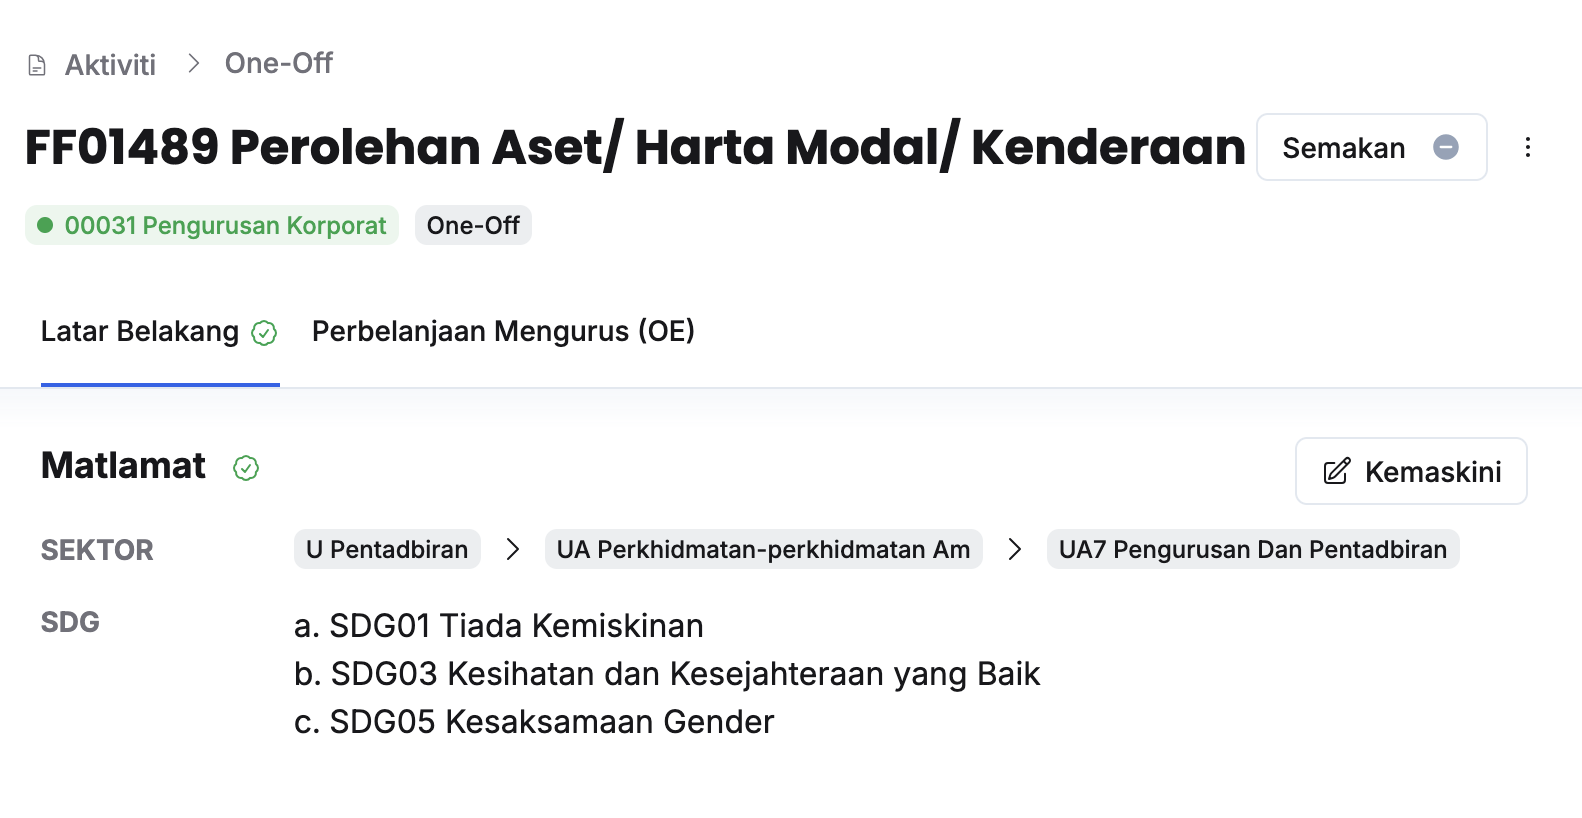 Aktiviti > One-Off
FF01489 Perolehan Aset/ Harta Modal/ Kenderaan Semakan
00031 Pengurusan Korporat One-Off
Latar Belakang Perbelanjaan Mengurus (OE)
Matlamat Kemaskini
SEKTOR U Pentadbiran > UA Perkhidmatan-perkhidmatan Am > UA7 Pengurusan Dan Pentadbiran
SDG a. SDG01 Tiada Kemiskinan
b. SDG03 Kesihatan dan Kesejahteraan yang Baik
c. SDG05 Kesaksamaan Gender